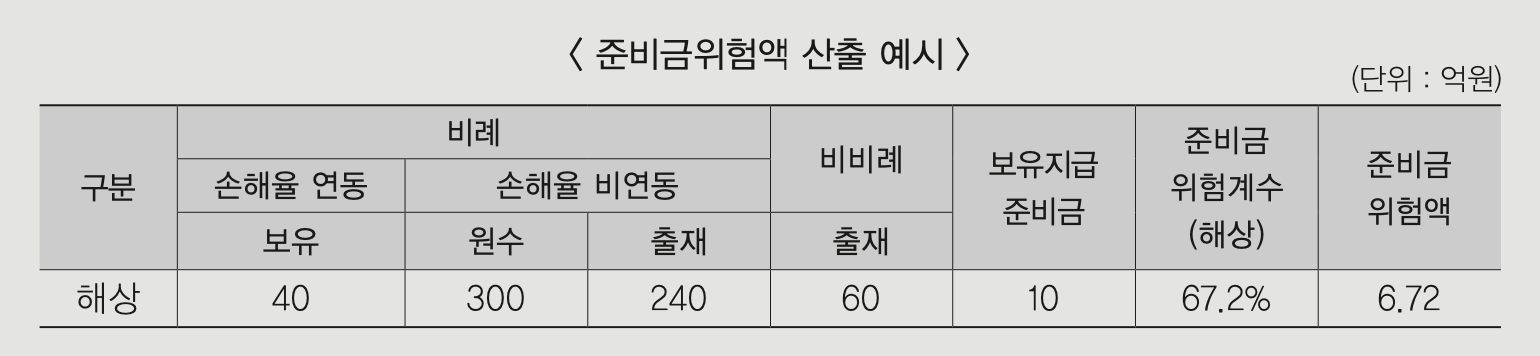 〈 준비금위험액 산출 예시 〉
(단위 : 억원)
구분
비례
비비례
보유지급
준비금
준비금
위험계수
(해상)
준비금
위험액
손해율 연동
손해율 비연동
보유
원수
출재
출재
해상
40
300
240
60
10
67.2%
6.72